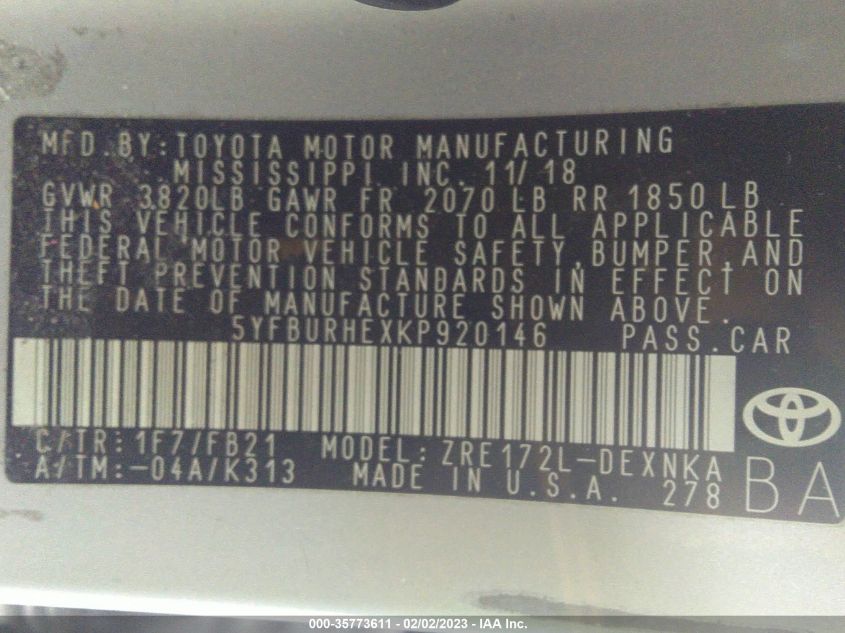 MFD. BY: TOYOTA MOTOR MANUFACTURING
MISSISSIPPI, INC. 11/18
GVWR 3820LB GAWR FR 2070 LB RR 1850 LB
THIS VEHICLE CONFORMS TO ALL APPLICABLE
FEDERAL MOTOR VEHICLE SAFETY, BUMPER, AND
THEFT PREVENTION STANDARDS IN EFFECT ON
THE DATE OF MANUFACTURE SHOWN ABOVE.
5YFBURHEXKP920146 PASS. CAR
C/TR: 1F7/FB21 MODEL: ZRE172L-DEXNKA
A/TM: -04A/K313 MADE IN U.S.A. 278
BA
000-35773611 - 02/02/2023 - IAA Inc.